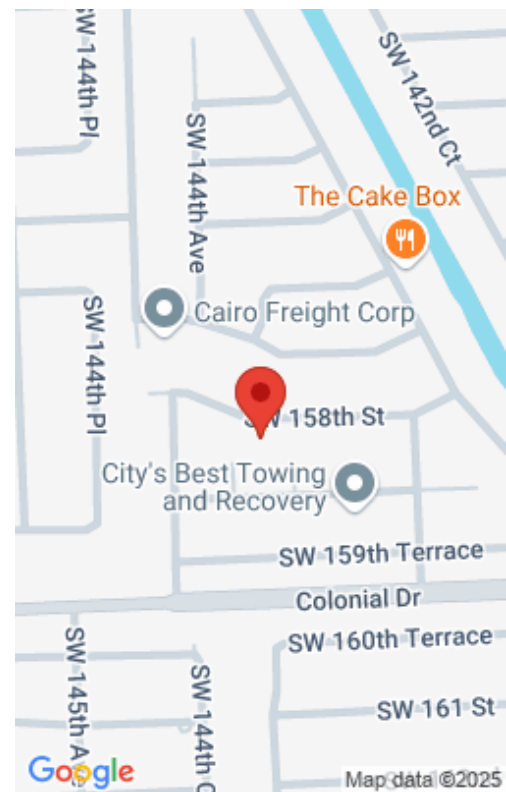 SW 144th Pl
SW 142nd Ct
SW 144th Ave
The Cake Box
Cairo Freight Corp
SW 144th Pl
SW 158th St
City's Best Towing
and Recovery
SW 159th Terrace
Colonial Dr
SW 160th Terrace
SW 145th Ave
SW 144th C
SW 161 St
Google
Map data ©2025